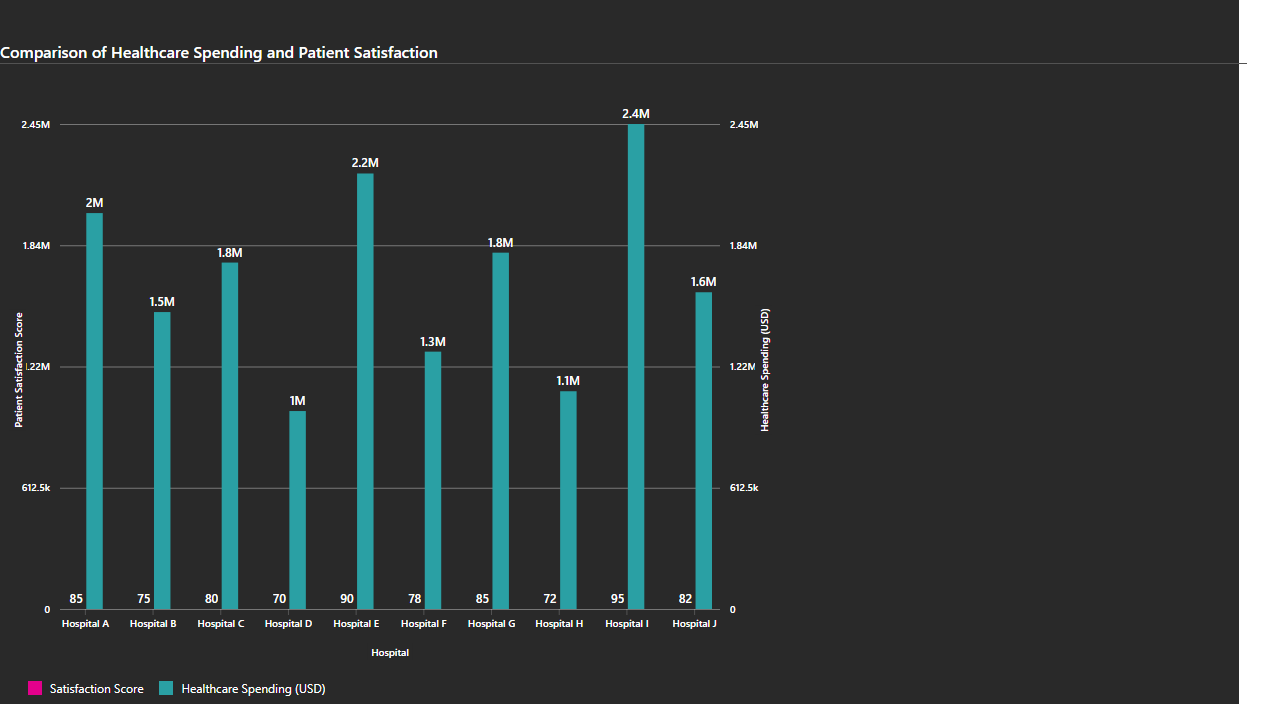 Comparison of Healthcare Spending and Patient Satisfaction
2.4M
2.45M 2.45M
2.2M
2M
1.84M 1.8M 1.84M
1.8M
1.5M
1.3M
Patient Satisfaction Score
Healthcare Spending (USD)
1.22M 1.22M
1.6M
1.1M
1M
612.5k 612.5k
85 75 80 70 90 78 85 72 95 82
0 0
Hospital A Hospital B Hospital C Hospital D Hospital E Hospital F Hospital G Hospital H Hospital I Hospital J
Hospital
Satisfaction Score Healthcare Spending (USD)